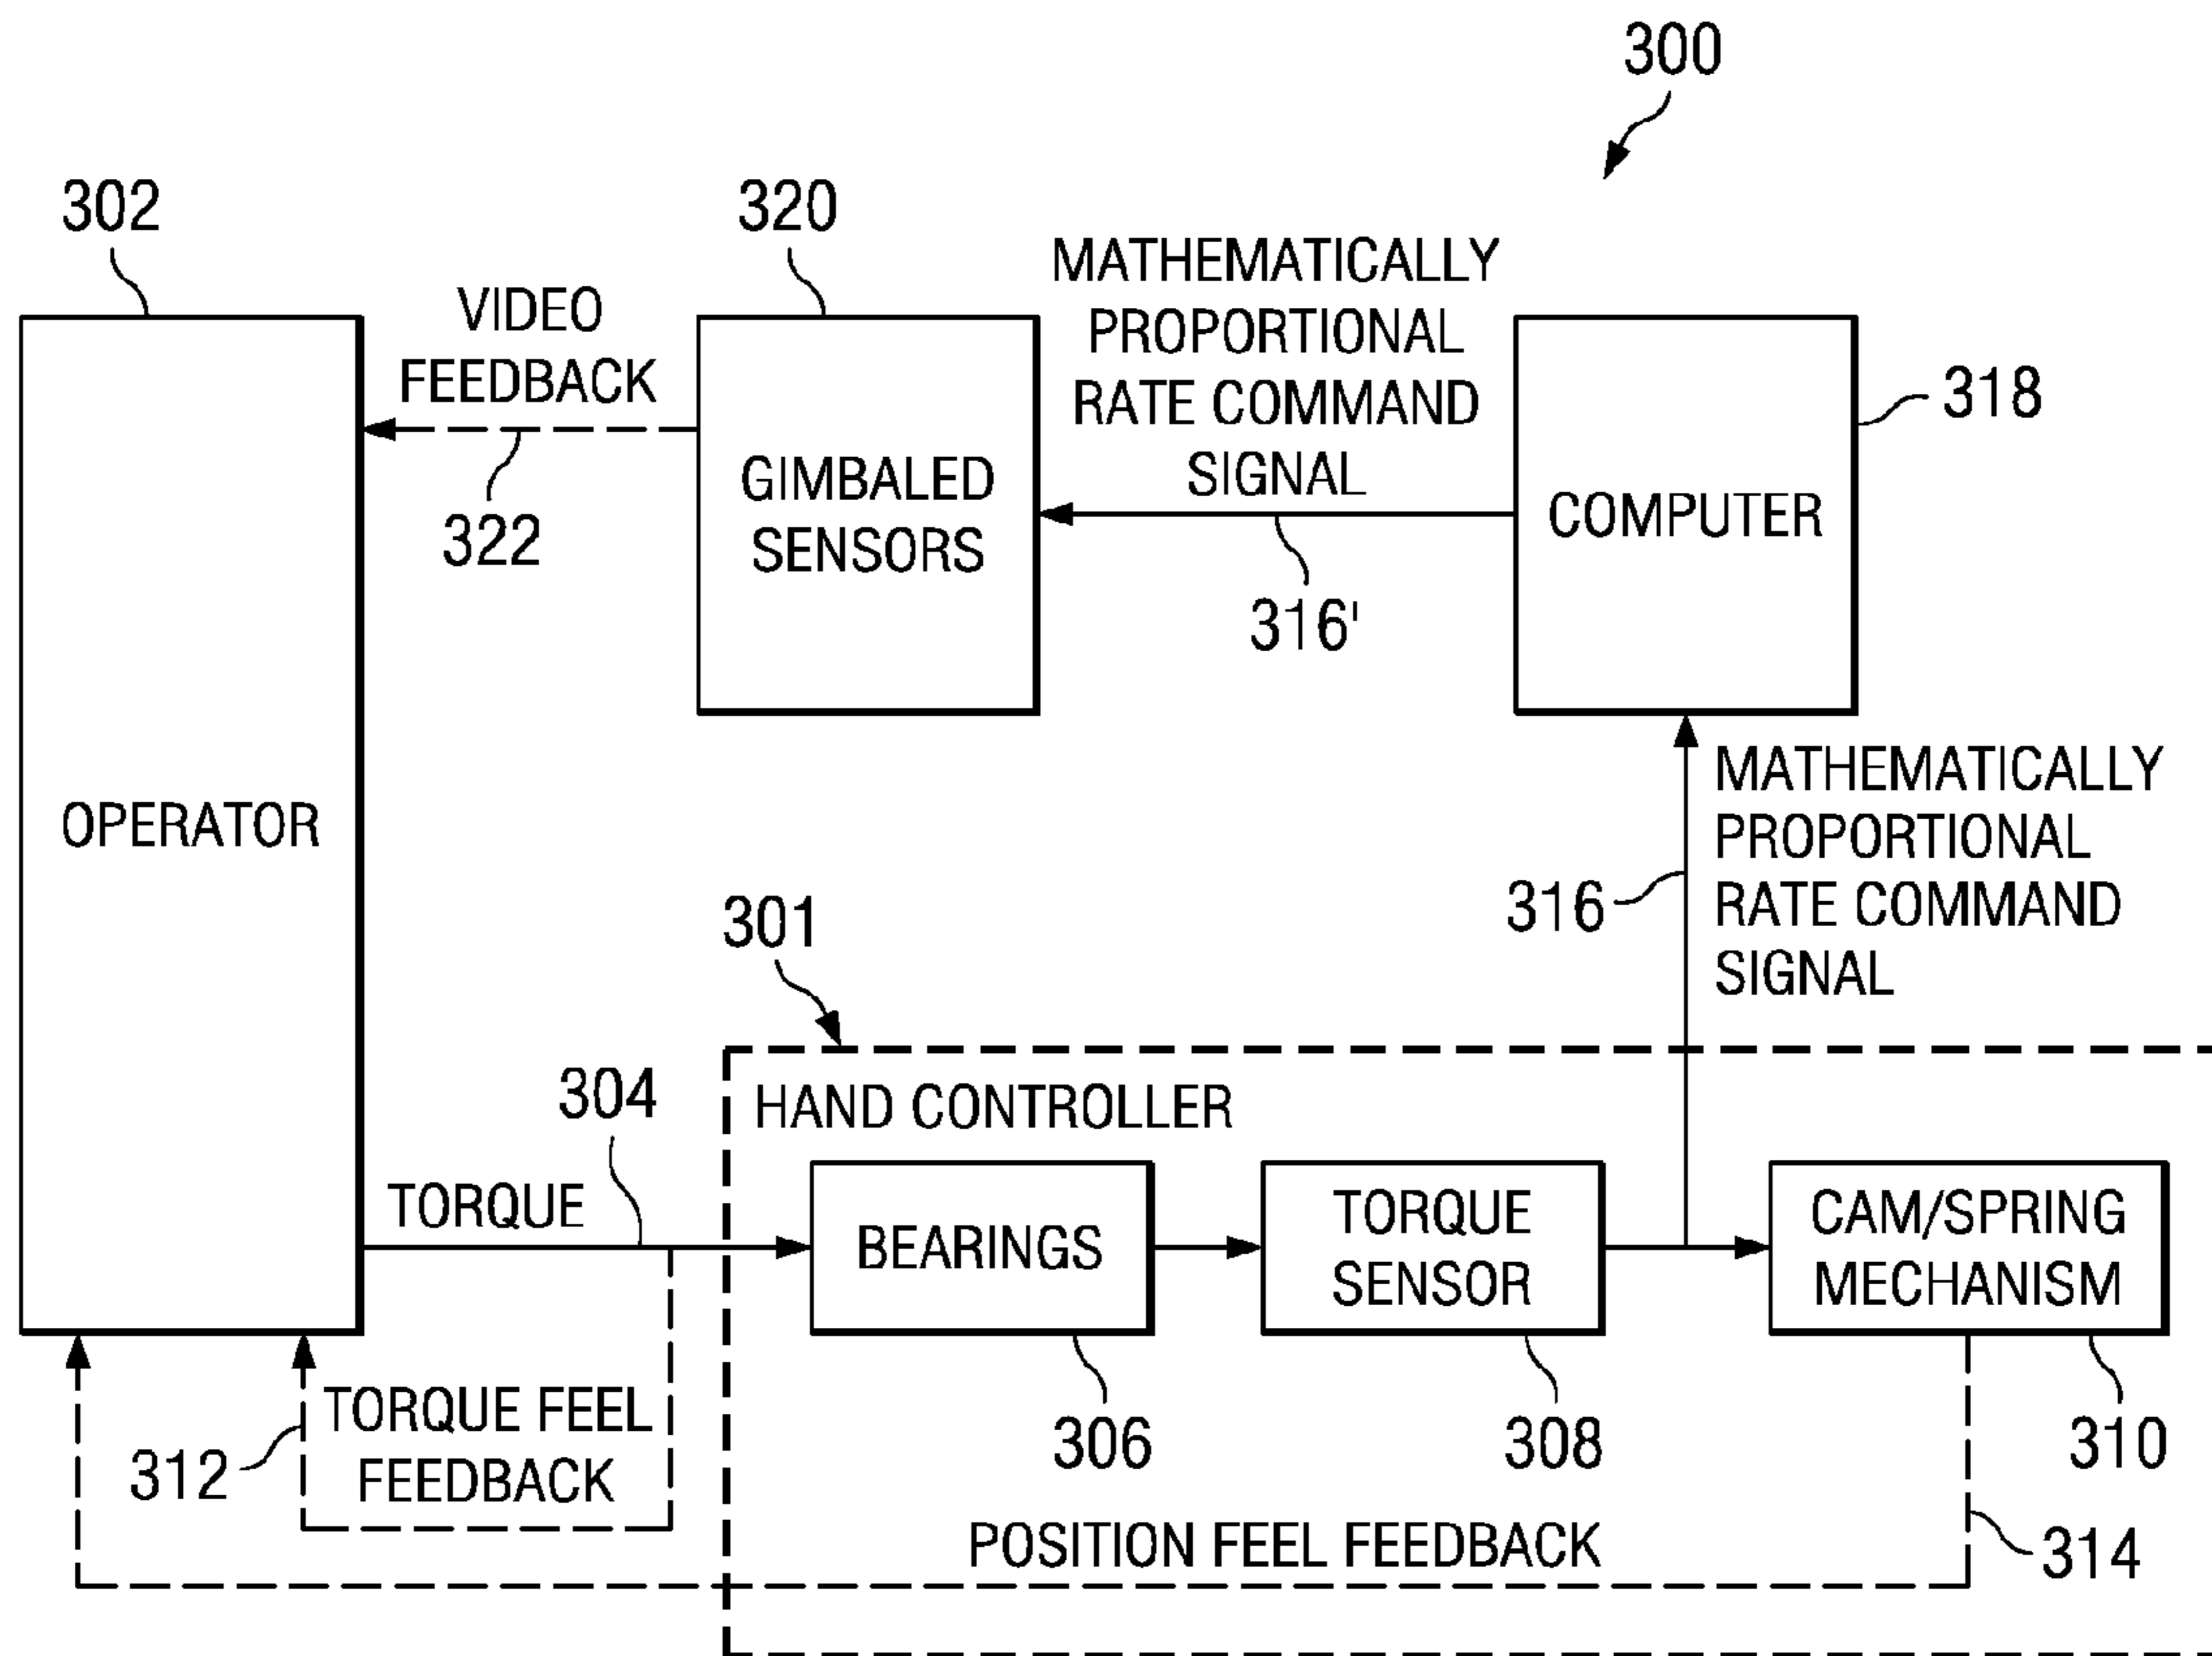 300
302
320
MATHEMATICALLY
PROPORTIONAL
RATE COMMAND
SIGNAL
VIDEO
FEEDBACK
318
GIMBALED
SENSORS
COMPUTER
322
316'
OPERATOR
MATHEMATICALLY
PROPORTIONAL
RATE COMMAND
SIGNAL
316
301
304
HAND CONTROLLER
TORQUE
BEARINGS
TORQUE
SENSOR
CAM/SPRING
MECHANISM
TORQUE FEEL
FEEDBACK
312
306
308
310
POSITION FEEL FEEDBACK
314